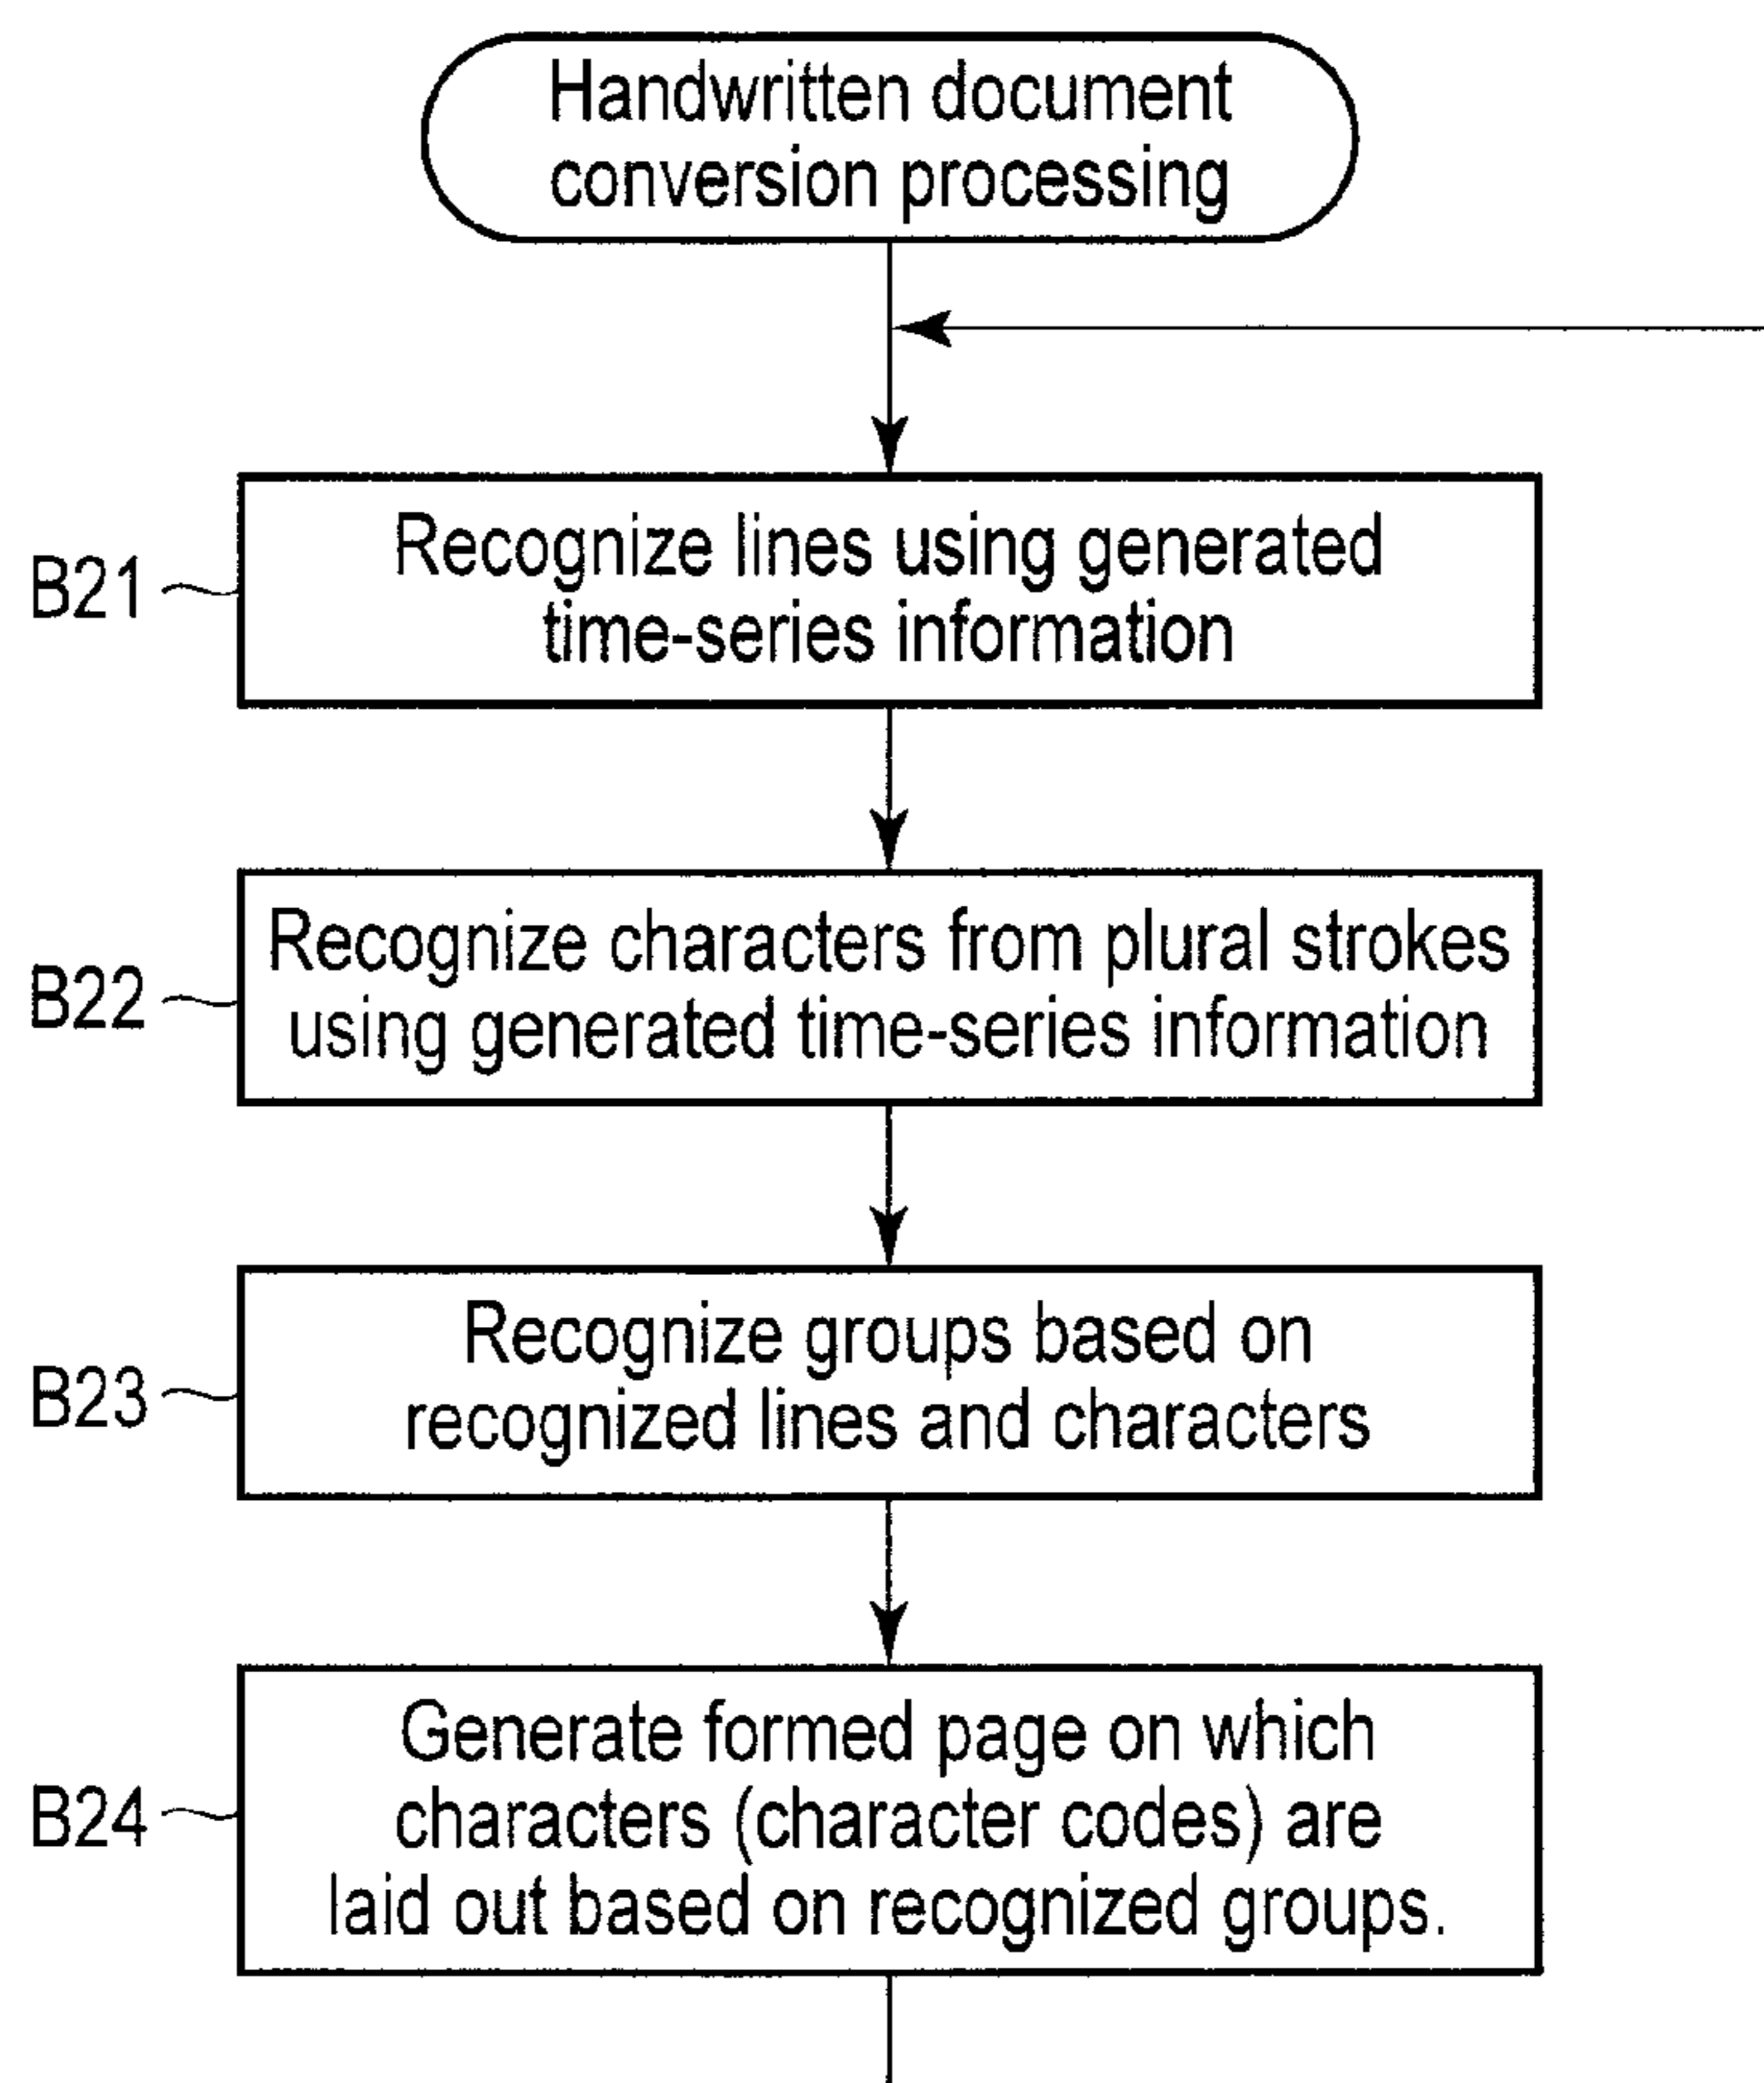 Handwritten document
conversion processing
B21
Recognize lines using generated
time-series information
B22
Recognize characters from plural strokes
using generated time-series information
B23
Recognize groups based on
recognized lines and characters
B24
Generate formed page on which
characters (character codes) are
laid out based on recognized groups.